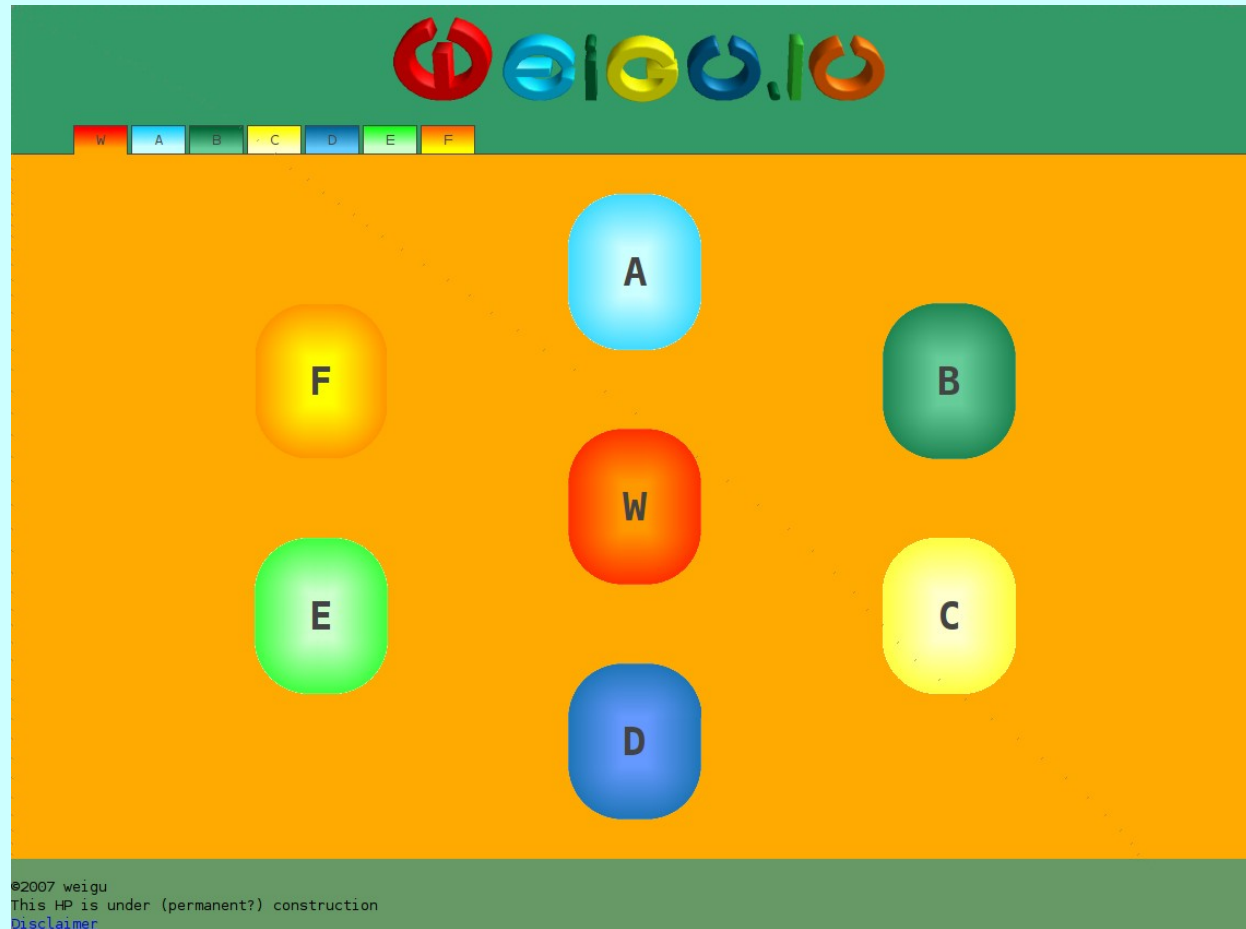 weigu.lu
W A B C D E F
A
F
B
W
E
C
D
©2007 weigu
This HP is under (permanent?) construction
Disclaimer